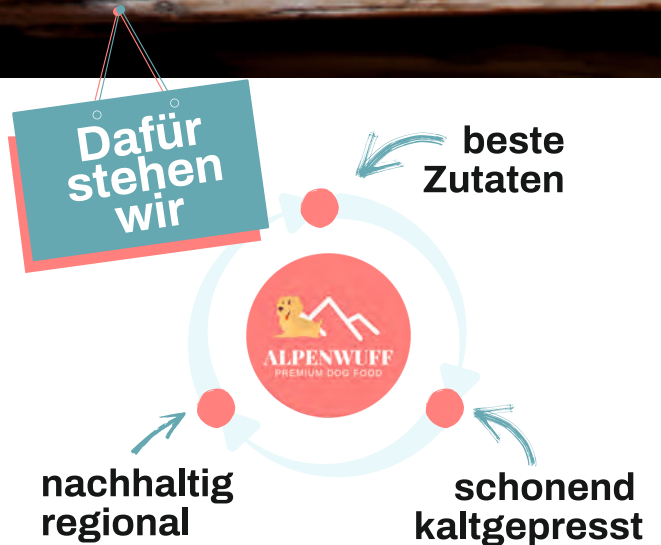 Dafür
stehen
wir
beste
Zutaten
ALPENWUFF
PREMIUM DOG FOOD
nachhaltig
regional
schonend
kaltgepresst